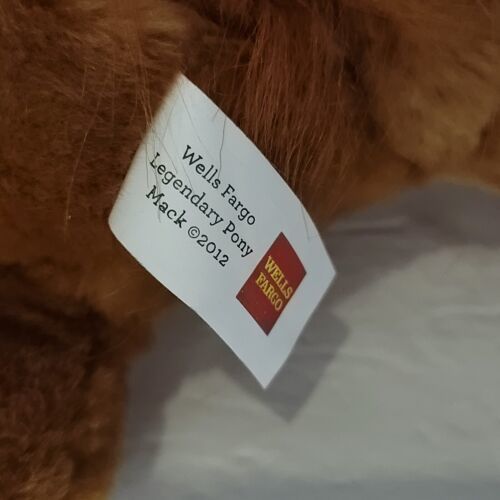 Wells Fargo
Legendary Pony
Mack ©2012
WELLS
FARGO